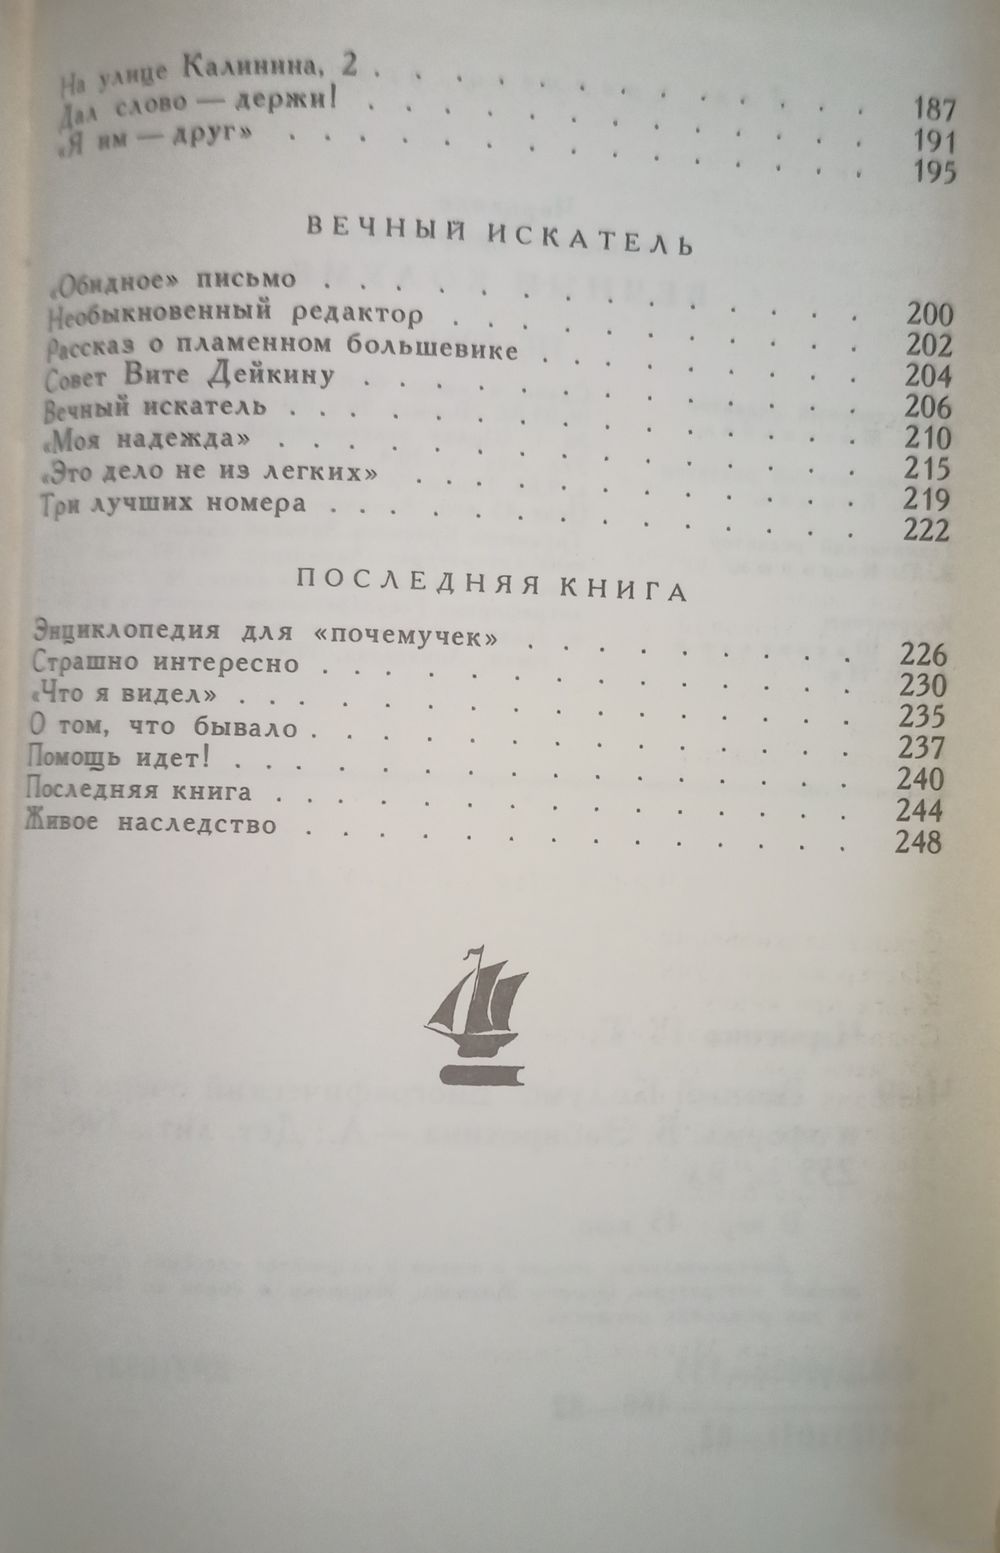 На улице Калинина, 2 . . . . . . . . . . . . 187
Дал слово — держи! . . . . . . . . . . . . 191
«Я им — друг» . . . . . . . . . . . . . . 195
ВЕЧНЫЙ ИСКАТЕЛЬ
«Обидное» письмо . . . . . . . . . . . . . 200
Необыкновенный редактор . . . . . . . . . . 202
Рассказ о пламенном большевике . . . . . . . . 204
Совет Вите Дейкину . . . . . . . . . . . . 206
Вечный искатель . . . . . . . . . . . . . . 210
«Моя надежда» . . . . . . . . . . . . . . 215
«Это дело не из легких» . . . . . . . . . . . 219
Три лучших номера . . . . . . . . . . . . . 222
ПОСЛЕДНЯЯ КНИГА
Энциклопедия для «почемучек» . . . . . . . . . 226
Страшно интересно . . . . . . . . . . . . . 230
«Что я видел» . . . . . . . . . . . . . . . 235
О том, что бывало . . . . . . . . . . . . . 237
Помощь идет! . . . . . . . . . . . . . . . 240
Последняя книга . . . . . . . . . . . . . . 244
Живое наследство . . . . . . . . . . . . . 248